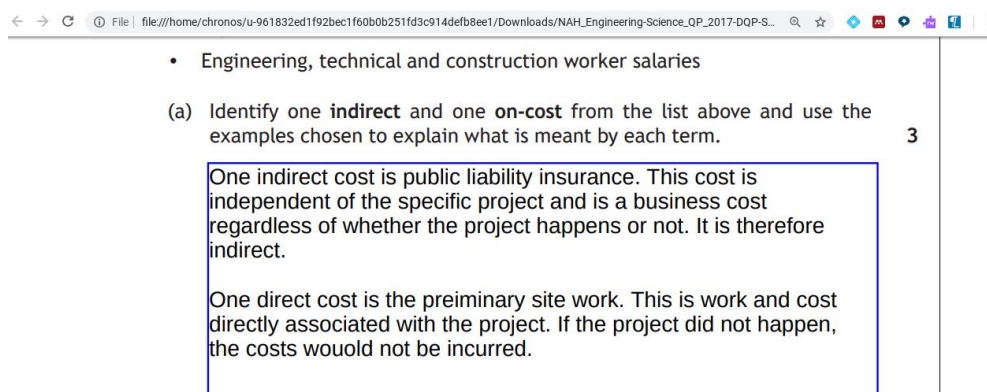 File file:///home/chronos/u-961832ed1f92bec1f60b0b251fd3c914defb8ee1/Downloads/NAH_Engineering-Science_QP_2017-DQP-S...
• Engineering, technical and construction worker salaries
(a) Identify one indirect and one on-cost from the list above and use the
examples chosen to explain what is meant by each term. 3
One indirect cost is public liability insurance. This cost is
independent of the specific project and is a business cost
regardless of whether the project happens or not. It is therefore
indirect.
One direct cost is the preiminary site work. This is work and cost
directly associated with the project. If the project did not happen,
the costs wouold not be incurred.